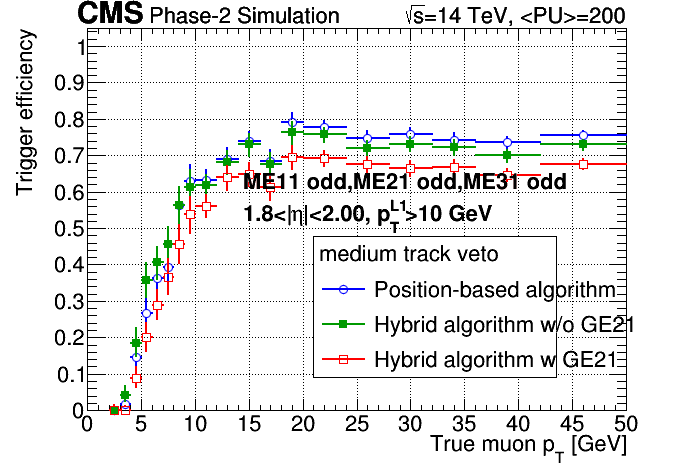 CMS Phase-2 Simulation √s=14 TeV, <PU>=200
Trigger efficiency
1
0.9
0.8
0.7
0.6
0.5
0.4
0.3
0.2
0.1
0
ME11 odd,ME21 odd,ME31 odd
1.8<|η|<2.00, p_T^L1>10 GeV
medium track veto
Position-based algorithm
Hybrid algorithm w/o GE21
Hybrid algorithm w GE21
0 5 10 15 20 25 30 35 40 45 50
True muon p_T [GeV]